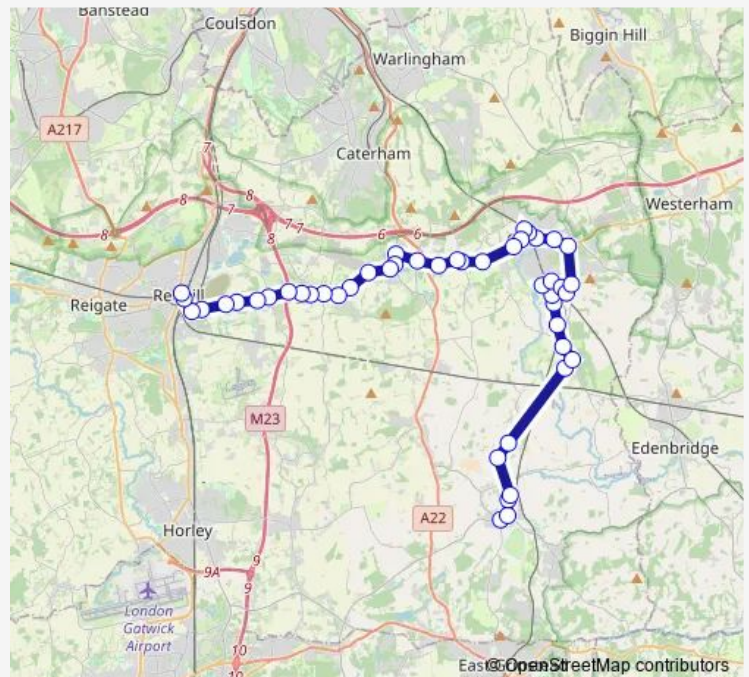 Banstead
Coulsdon
Biggin Hill
Warlingham
A217
7
Caterham
8
8
7
7
7
8
6
6
Westerham
8
Reigate
M23
Edenbridge
A22
Horley
9
9A
9
London
Gatwick
Airport
10
10
© OpenStreetMap contributors